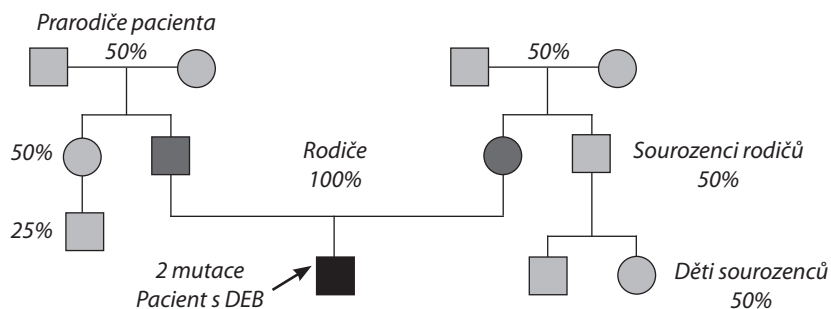 Prarodiče pacienta
50%
50%
50%
Rodiče
100%
Sourozenci rodičů
50%
25%
2 mutace
Pacient s DEB
Děti sourozenců
50%